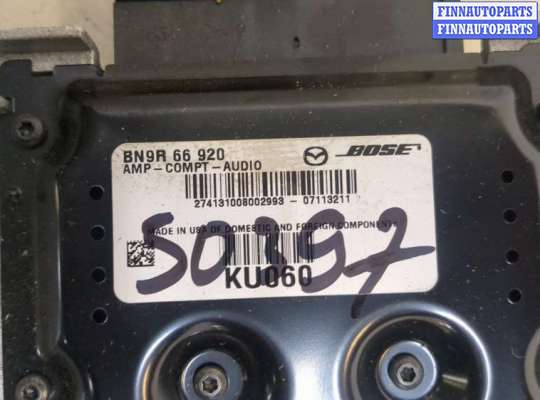 FINNAUTOPARTS
FINNAUTOPARTS
FINNAUTOPARTS
BN9R 66 920
AMP-COMPT-AUDIO
BOSE
274131008002993 - 07113211
MADE IN USA OF DOMESTIC AND FOREIGN COMPONENTS
KU060